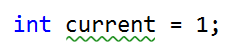 int current = 1;